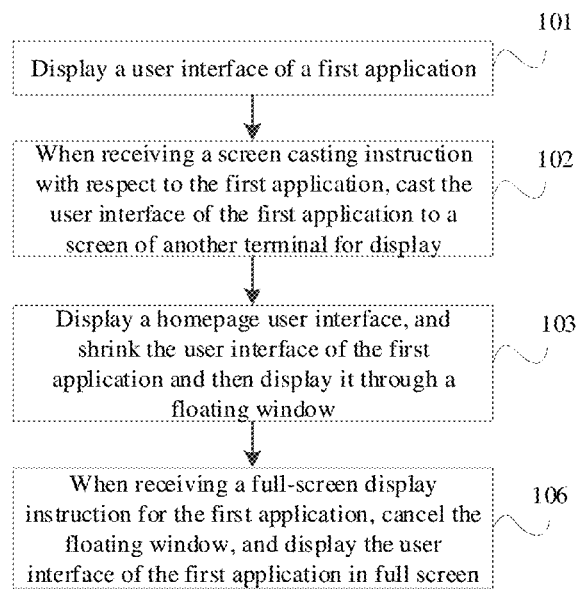 101
Display a user interface of a first application
When receiving a screen casting instruction
with respect to the first application, cast the
user interface of the first application to a
screen of another terminal for display
102
Display a homepage user interface, and
shrink the user interface of the first
application and then display it through a
floating window
103
When receiving a full-screen display
instruction for the first application, cancel the
floating window, and display the user
interface of the first application in full screen
106